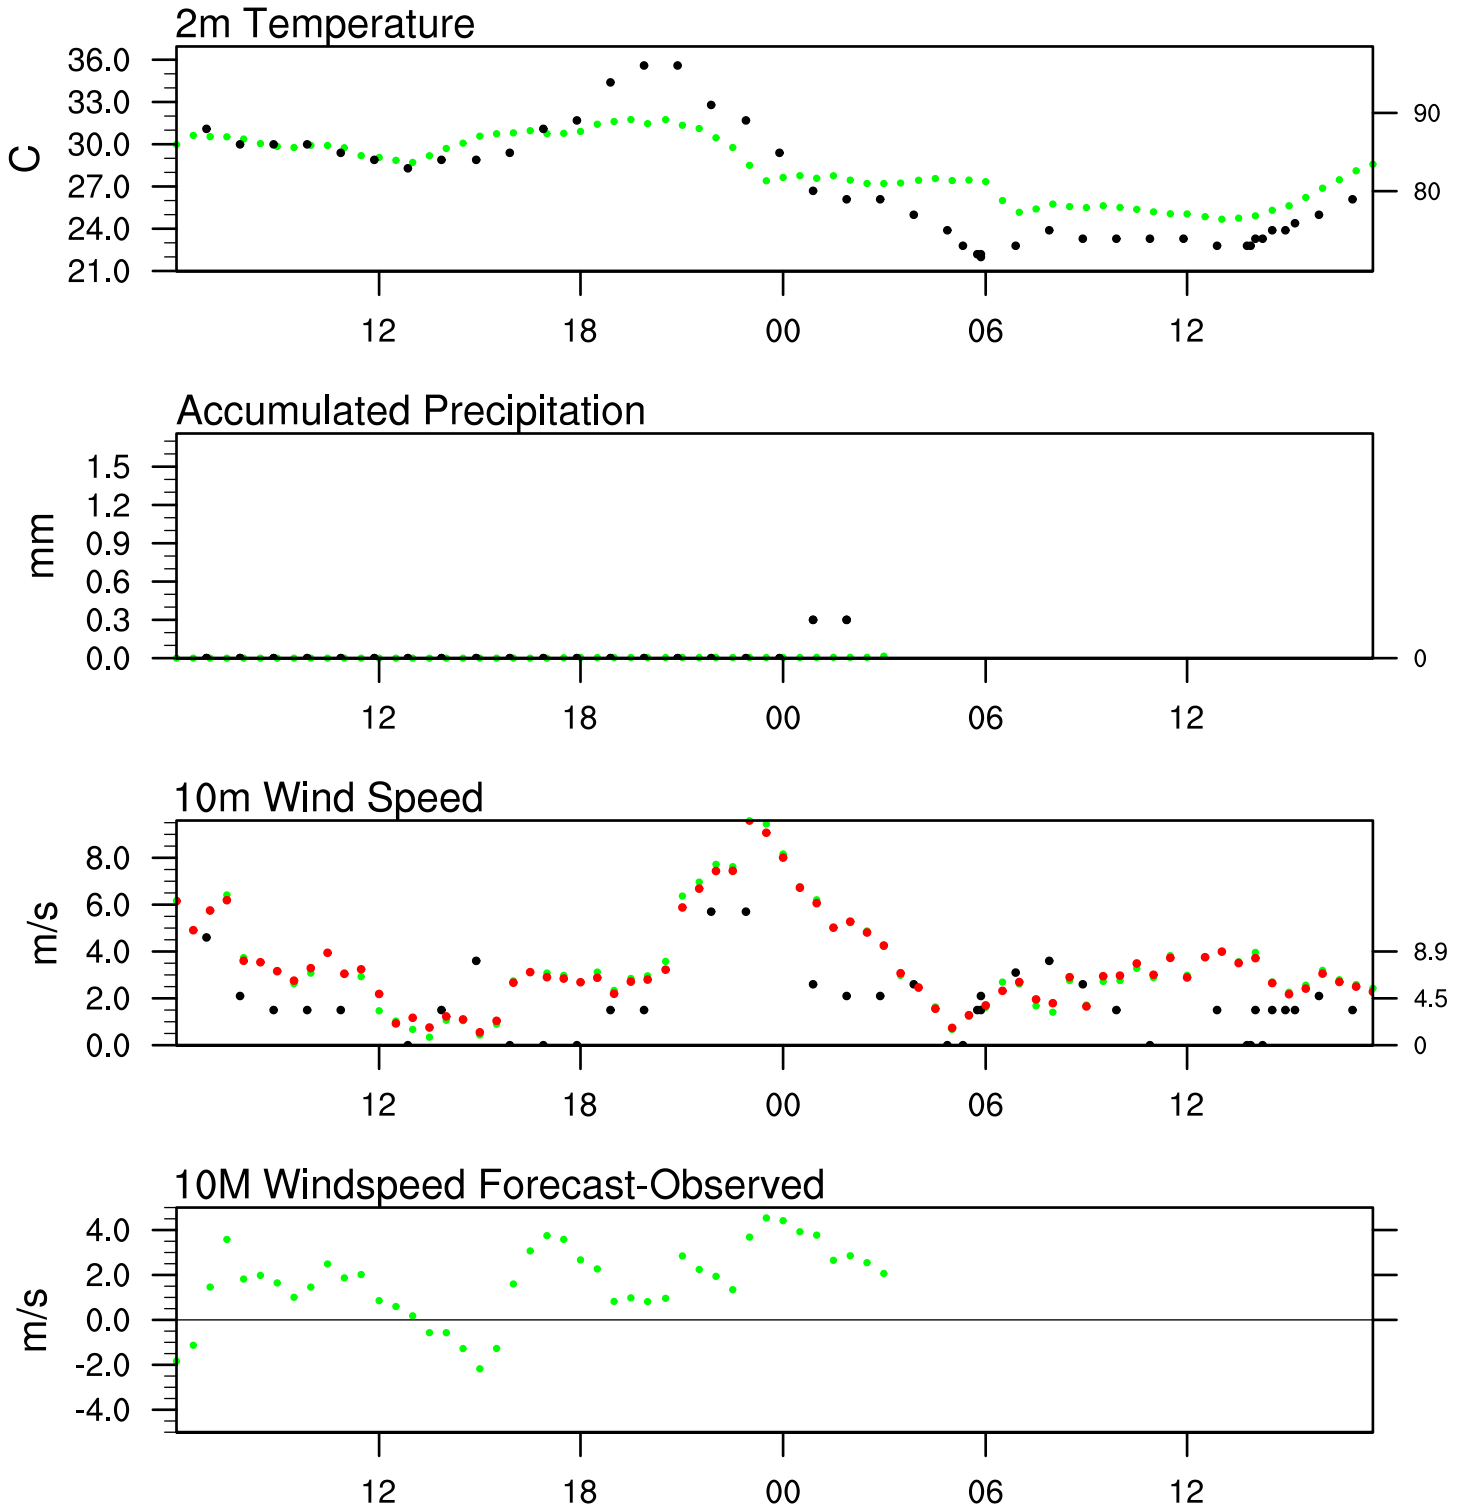 2m Temperature
36.0
33.0
30.0
27.0
24.0
21.0
C
90
80
12 18 00 06 12
Accumulated Precipitation
1.5
1.2
0.9
0.6
0.3
0.0
mm
0
12 18 00 06 12
10m Wind Speed
8.0
6.0
4.0
2.0
0.0
m/s
8.9
4.5
0
12 18 00 06 12
10M Windspeed Forecast-Observed
4.0
2.0
0.0
-2.0
-4.0
m/s
12 18 00 06 12